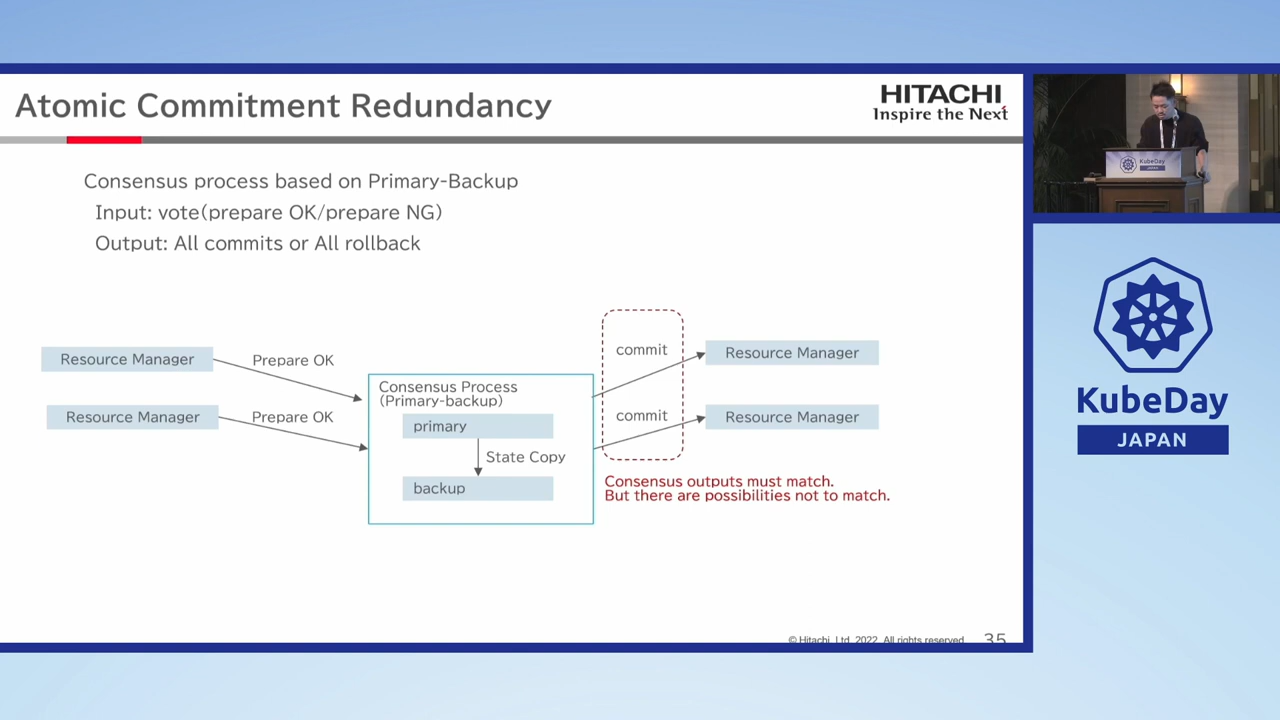 Atomic Commitment Redundancy
HITACHI
Inspire the Next
Consensus process based on Primary-Backup
Input: vote(prepare OK/prepare NG)
Output: All commits or All rollback
Resource Manager
Prepare OK
Resource Manager
Prepare OK
Consensus Process
(Primary-backup)
primary
State Copy
backup
commit
commit
Resource Manager
Resource Manager
Consensus outputs must match.
But there are possibilities not to match.
© Hitachi, Ltd. 2022. All rights reserved.
35
KubeDay
JAPAN
KubeDay
JAPAN